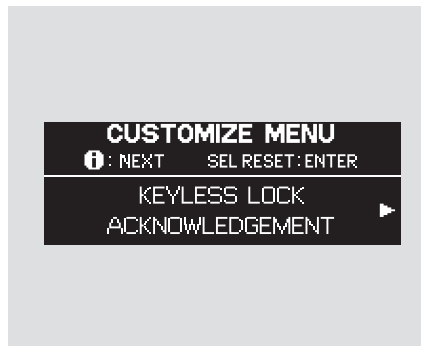 CUSTOMIZE MENU
i : NEXT SEL RESET : ENTER
KEYLESS LOCK
ACKNOWLEDGEMENT